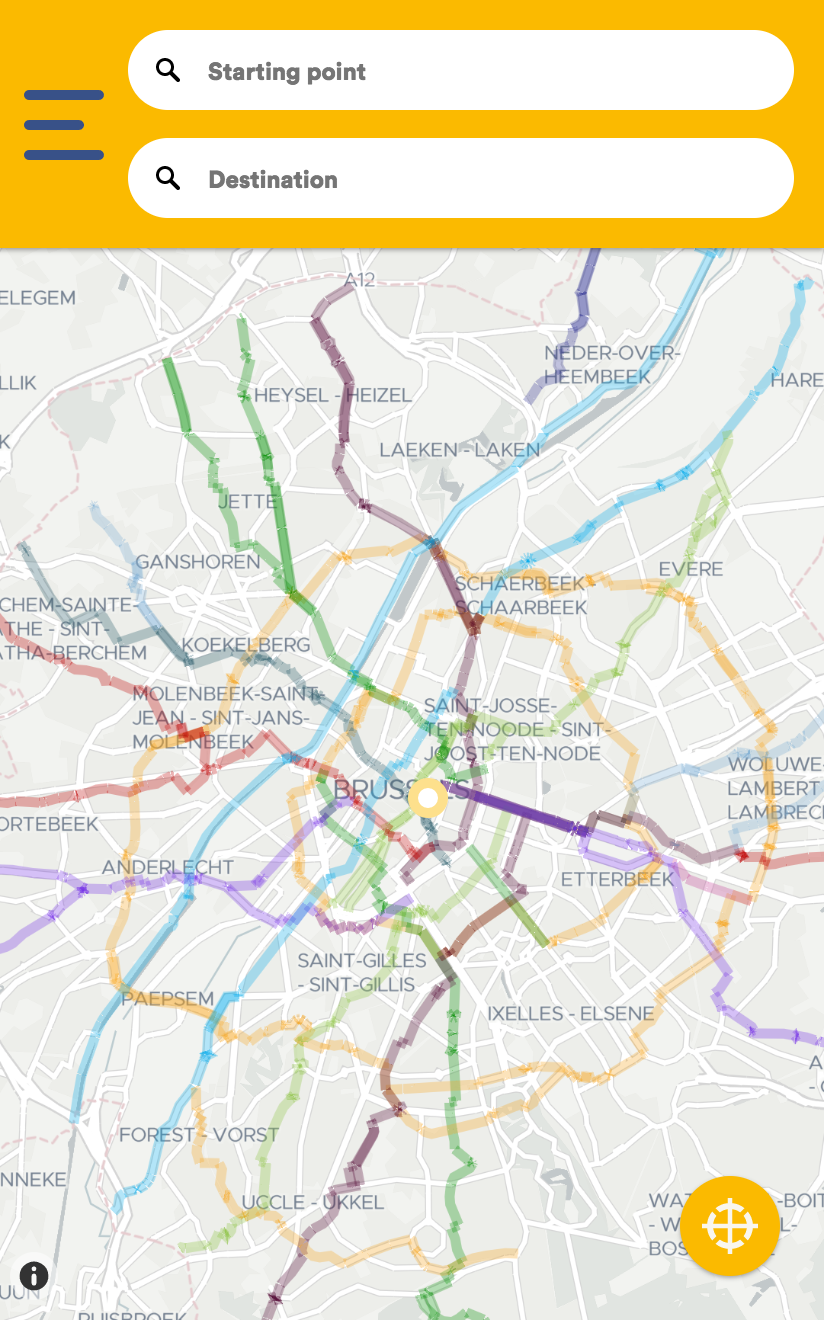 Starting point
Destination
A12
ELEGEM
NEDER-OVER-
HEEMBEEK
LLIK
HARE
HEYSEL - HEIZEL
K
LAEKEN - LAKEN
JETTE
GANSHOREN
EVERE
SCHAERBEEK
SCHAARBEEK
CHEM-SAINTE-
ATHE - SINT-
ATHA-BERCHEM
KOEKELBERG
MOLENBEEK-SAINT-
JEAN - SINT-JANS-
MOLENBEEK
SAINT-JOSSE-
TEN-NOODE - SINT-
JOOST-TEN-NODE
WOLUWE-
LAMBERT
LAMBRECH
BRUSSELS
ORTEBEEK
ANDERLECHT
ETTERBEEK
SAINT-GILLES
- SINT-GILLIS
PAEPSEM
IXELLES - ELSENE
A
-
FOREST - VORST
NNEKE
UCCLE - UKKEL
WAT
-BOIT
- W
L-
BOS
E
UUN
RUISBROEK